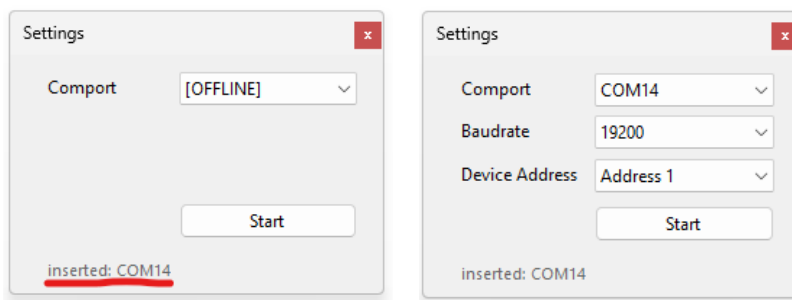 Settings
x
Comport [OFFLINE]
Start
inserted: COM14
Settings
x
Comport COM14
Baudrate 19200
Device Address Address 1
Start
inserted: COM14